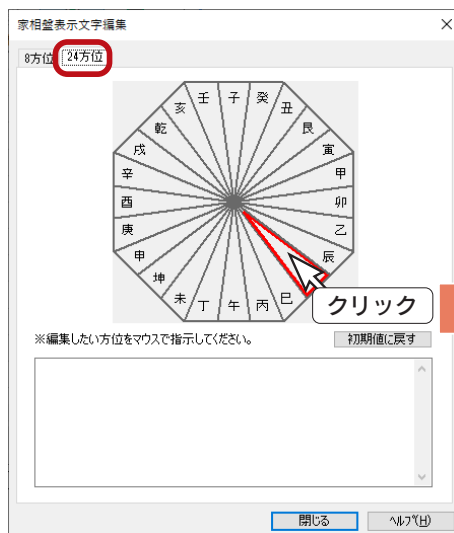 家相盤表示文字編集
8方位 24方位
亥 壬 子 癸 丑
乾 艮
戌 寅
辛 甲
酉 卯
庚 乙
申 辰
坤
未 丁 午 丙 巳
クリック
※編集したい方位をマウスで指示してください。
初期値に戻す
閉じる ヘルプ(H)